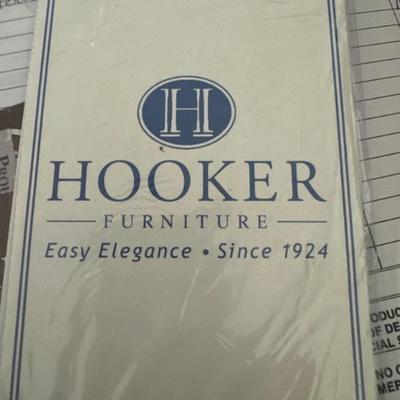 H
HOOKER
FURNITURE
Easy Elegance • Since 1924